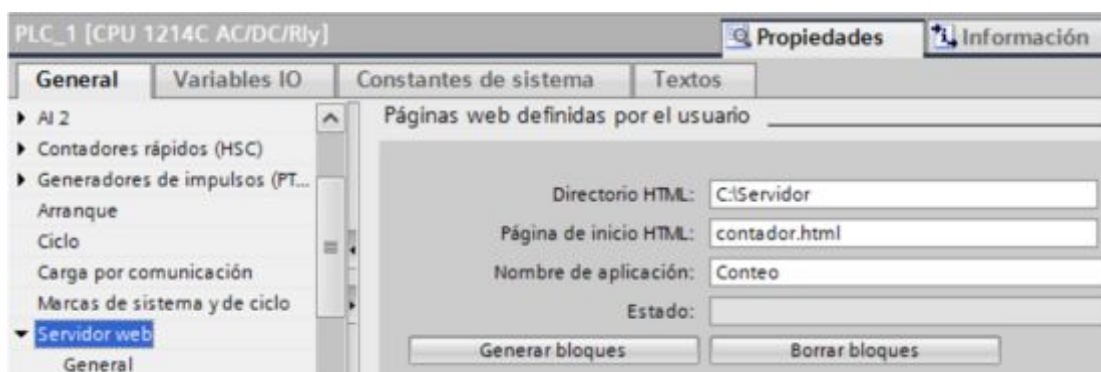 PLC_1 [CPU 1214C AC/DC/Rly]
Propiedades
Información
General
Variables IO
Constantes de sistema
Textos
AI 2
Contadores rápidos (HSC)
Generadores de impulsos (PT...
Arranque
Ciclo
Carga por comunicación
Marcas de sistema y de ciclo
Servidor web
General
Páginas web definidas por el usuario
Directorio HTML: C:\Servidor
Página de inicio HTML: contador.html
Nombre de aplicación: Conteo
Estado:
Generar bloques
Borrar bloques